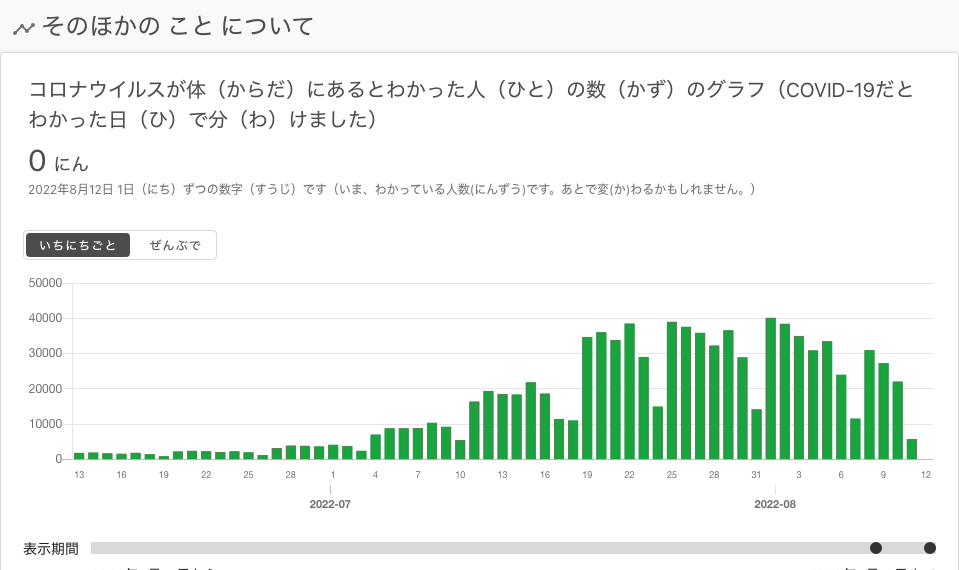 そのほかの こと について
コロナウイルスが体（からだ）にあるとわかった人（ひと）の数（かず）のグラフ（COVID-19だと
わかった日（ひ）で分（わ）けました）
0 にん
2022年8月12日 1日（にち）ずつの数字（すうじ）です（いま、わかっている人数(にんずう)です。あとで変(か)わるかもしれません。）
いちにちごと ぜんぶで
50000
40000
30000
20000
10000
0
13 16 19 22 25 28 1 4 7 10 13 16 19 22 25 28 31 3 6 9 12
2022-07 2022-08
表示期間